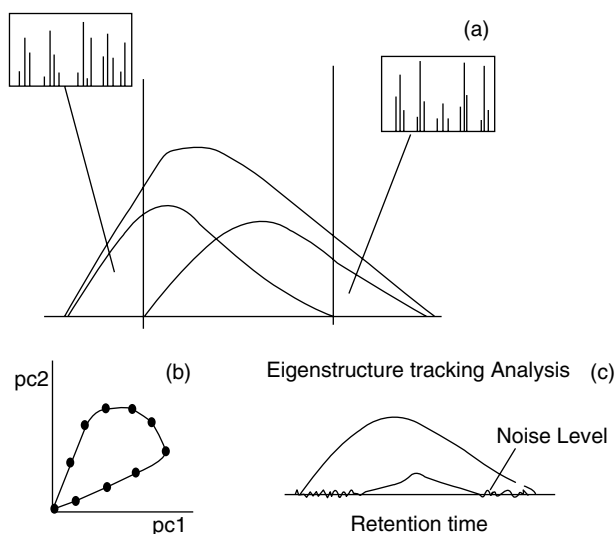 (a)
pc2
(b)
pc1
Eigenstructure tracking Analysis (c)
Noise Level
Retention time